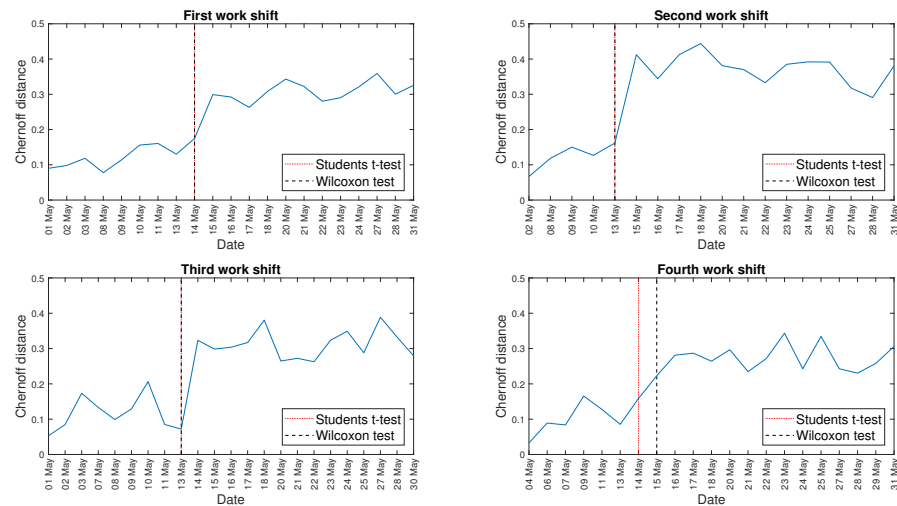 First work shift
Chernoff distance
0.5
0.4
0.3
0.2
0.1
0
Students t-test
Wilcoxon test
01 May
02 May
03 May
08 May
09 May
10 May
11 May
13 May
14 May
15 May
16 May
17 May
18 May
20 May
21 May
22 May
23 May
25 May
27 May
28 May
31 May
Date
Second work shift
Chernoff distance
0.5
0.4
0.3
0.2
0.1
0
Students t-test
Wilcoxon test
02 May
08 May
09 May
10 May
13 May
15 May
16 May
17 May
18 May
20 May
21 May
22 May
23 May
24 May
25 May
27 May
28 May
31 May
Date
Third work shift
Chernoff distance
0.5
0.4
0.3
0.2
0.1
0
Students t-test
Wilcoxon test
01 May
02 May
03 May
07 May
08 May
09 May
10 May
11 May
13 May
14 May
15 May
16 May
17 May
18 May
20 May
21 May
22 May
23 May
24 May
25 May
27 May
28 May
30 May
Date
Fourth work shift
Chernoff distance
0.5
0.4
0.3
0.2
0.1
0
Students t-test
Wilcoxon test
04 May
06 May
07 May
09 May
11 May
13 May
14 May
15 May
16 May
17 May
18 May
20 May
21 May
22 May
23 May
24 May
25 May
27 May
28 May
29 May
31 May
Date